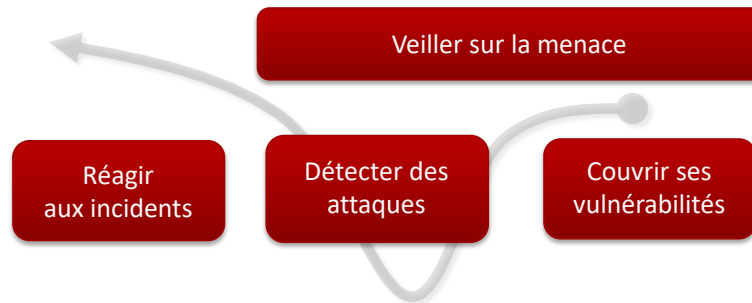 Veiller sur la menace
Réagir
aux incidents
Détecter des
attaques
Couvrir ses
vulnérabilités